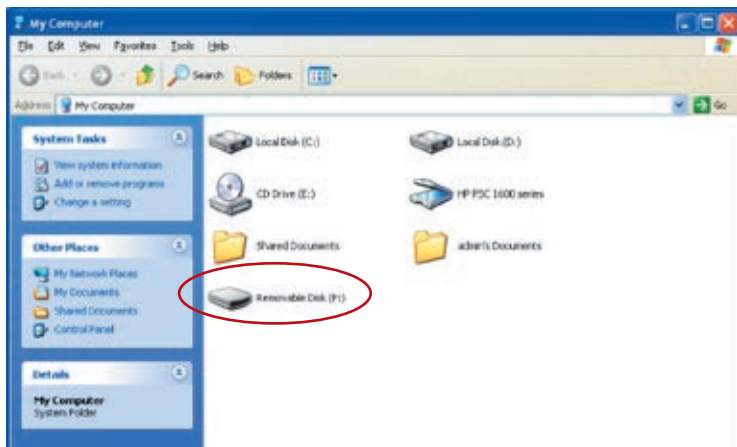 My Computer
File Edit View Favorites Tools Help
Back Search Folders
Address My Computer Go
System Tasks
View system information
Add or remove programs
Change a setting
Other Places
My Network Places
My Documents
Shared Documents
Control Panel
Details
My Computer
System Folder
Local Disk (C:)
Local Disk (D:)
CD Drive (E:)
HP PSC 1600 series
Shared Documents
admin's Documents
Removable Disk (F:)